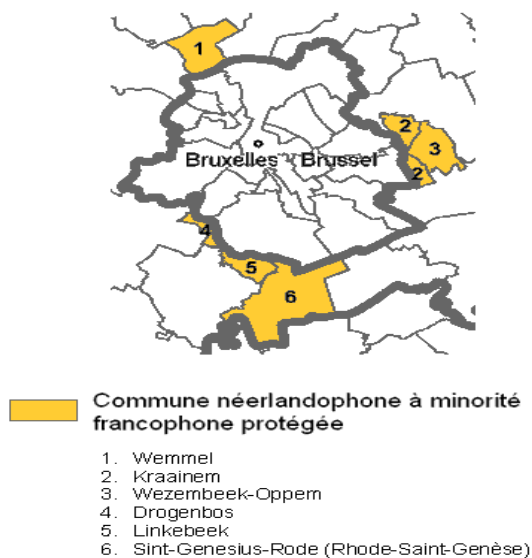 1
2
3
Bruxelles Brussel
2
4
5
6
Commune néerlandophone à minorité
francophone protégée
1. Wemmel
2. Kraainem
3. Wezembeek-Oppem
4. Drogenbos
5. Linkebeek
6. Sint-Genesius-Rode (Rhode-Saint-Genèse)